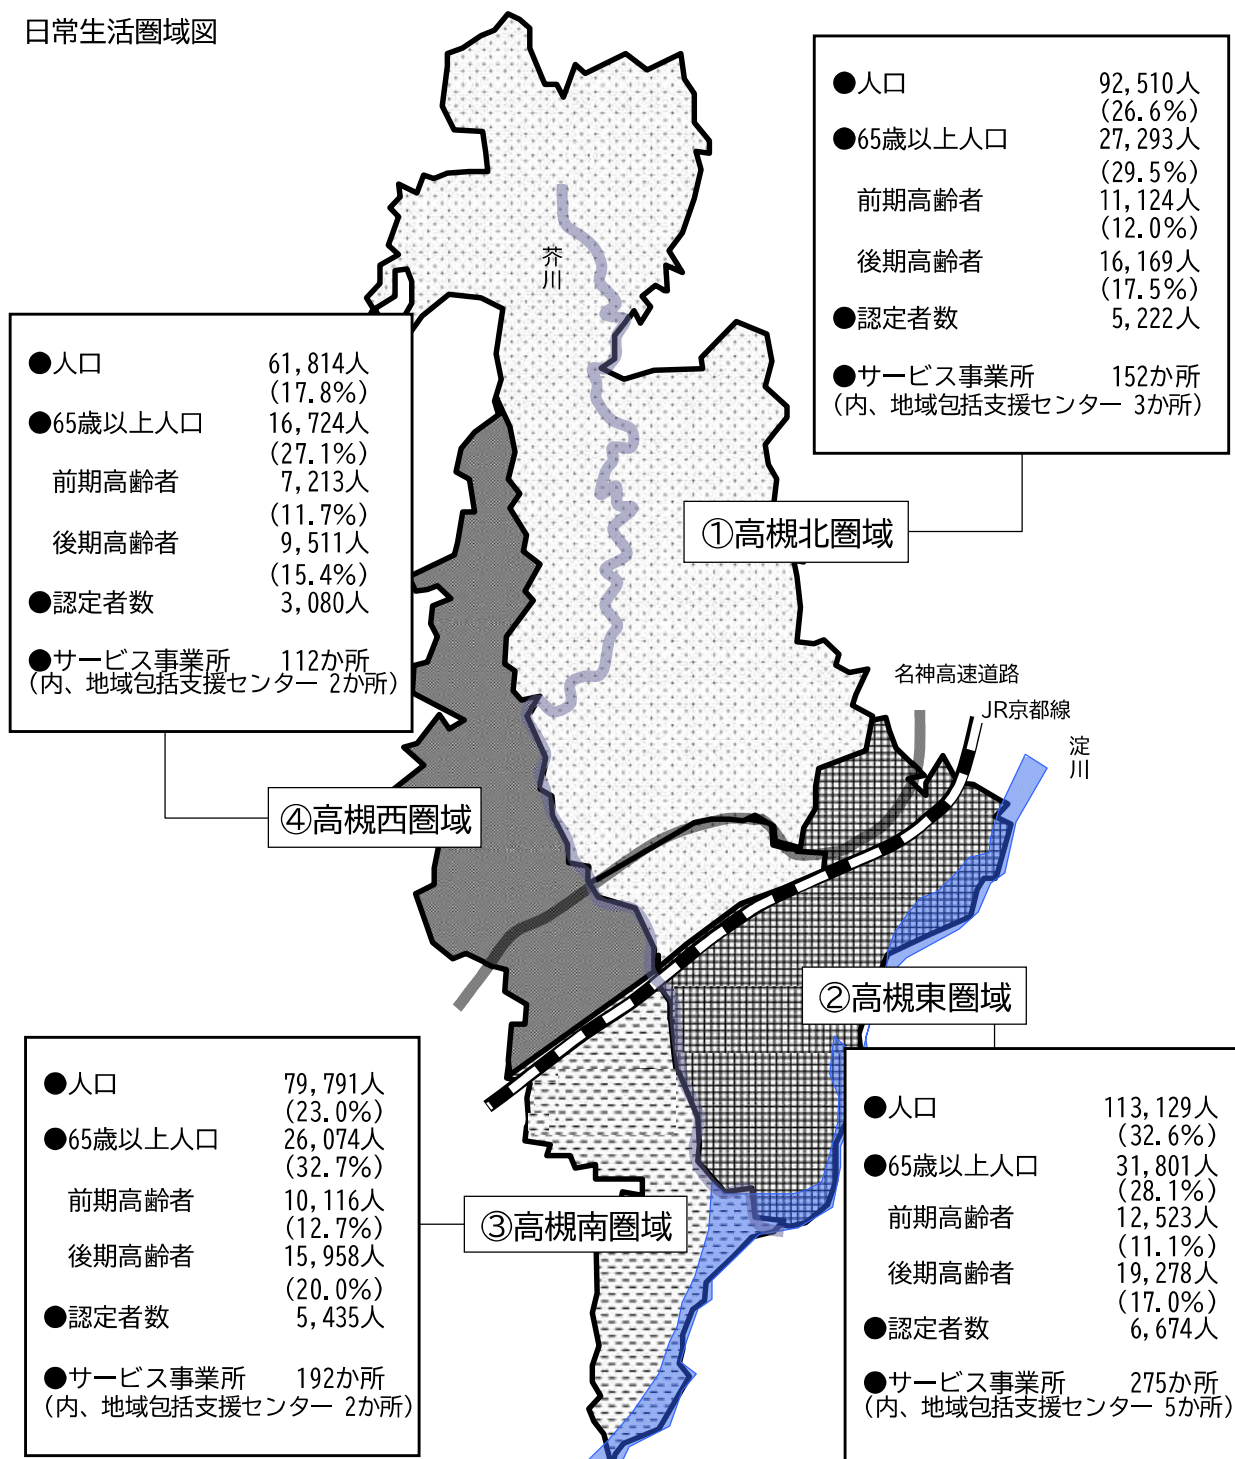 日常生活圏域図
●人口 92,510人
(26.6%)
●65歳以上人口 27,293人
(29.5%)
前期高齢者 11,124人
(12.0%)
後期高齢者 16,169人
(17.5%)
●認定者数 5,222人
●サービス事業所 152か所
(内、地域包括支援センター 3か所)
①高槻北圏域
芥川
●人口 61,814人
(17.8%)
●65歳以上人口 16,724人
(27.1%)
前期高齢者 7,213人
(11.7%)
後期高齢者 9,511人
(15.4%)
●認定者数 3,080人
●サービス事業所 112か所
(内、地域包括支援センター 2か所)
④高槻西圏域
名神高速道路
JR京都線
淀川
②高槻東圏域
●人口 113,129人
(32.6%)
●65歳以上人口 31,801人
(28.1%)
前期高齢者 12,523人
(11.1%)
後期高齢者 19,278人
(17.0%)
●認定者数 6,674人
●サービス事業所 275か所
(内、地域包括支援センター 5か所)
●人口 79,791人
(23.0%)
●65歳以上人口 26,074人
(32.7%)
前期高齢者 10,116人
(12.7%)
後期高齢者 15,958人
(20.0%)
●認定者数 5,435人
●サービス事業所 192か所
(内、地域包括支援センター 2か所)
③高槻南圏域